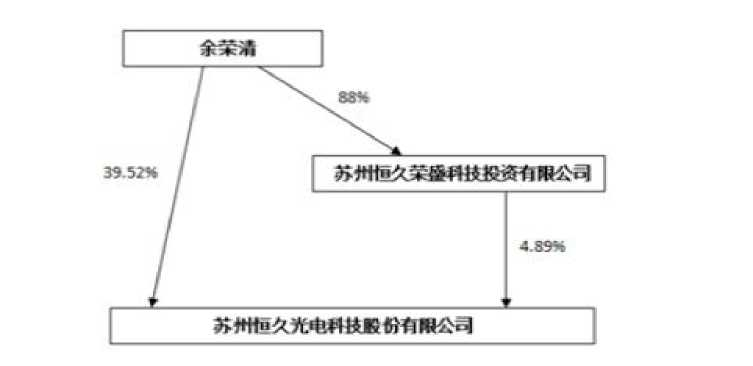 余荣清
88%
39.52%
苏州恒久荣盛科技投资有限公司
4.89%
苏州恒久光电科技股份有限公司